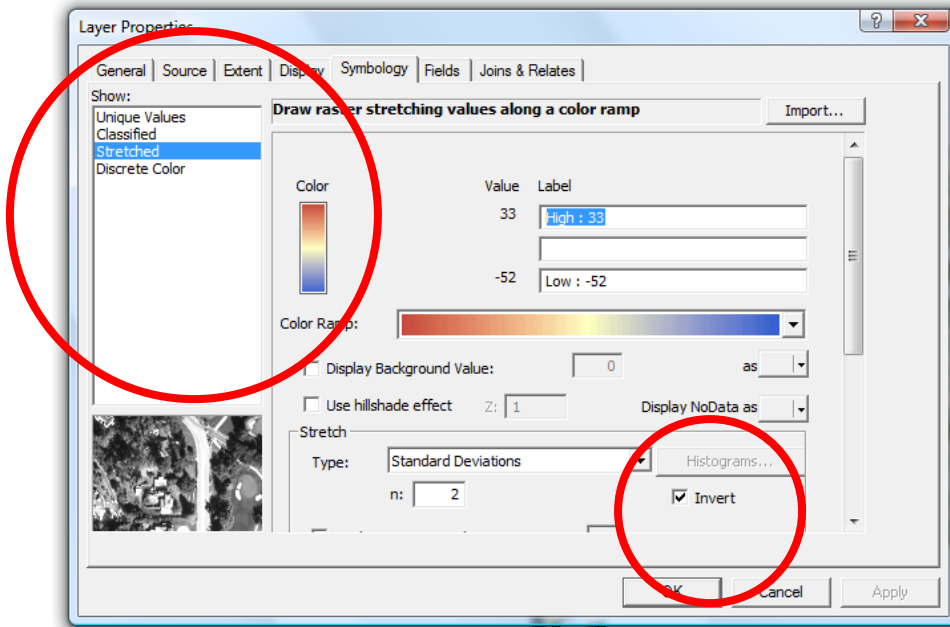 Layer Properties
General Source Extent Display Symbology Fields Joins & Relates
Show:
Unique Values
Classified
Stretched
Discrete Color
Draw raster stretching values along a color ramp
Import...
Color Value Label
33 High : 33
-52 Low : -52
Color Ramp:
Display Background Value: 0 as
Use hillshade effect Z: 1 Display NoData as
Stretch
Type: Standard Deviations Histograms...
n: 2 Invert
OK Cancel Apply